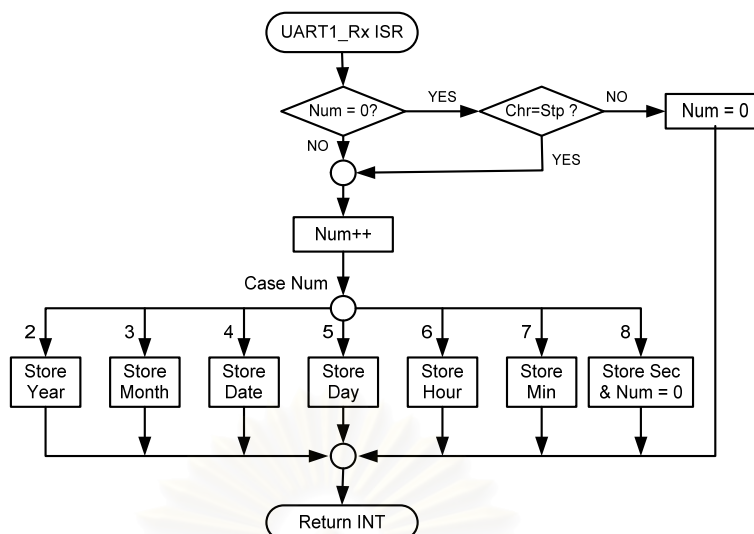 UART1_Rx ISR
Num = 0?
YES
Chr=Stp ?
NO
Num = 0
NO
YES
Num++
Case Num
2
3
4
5
6
7
8
Store
Year
Store
Month
Store
Date
Store
Day
Store
Hour
Store
Min
Store Sec
& Num = 0
Return INT